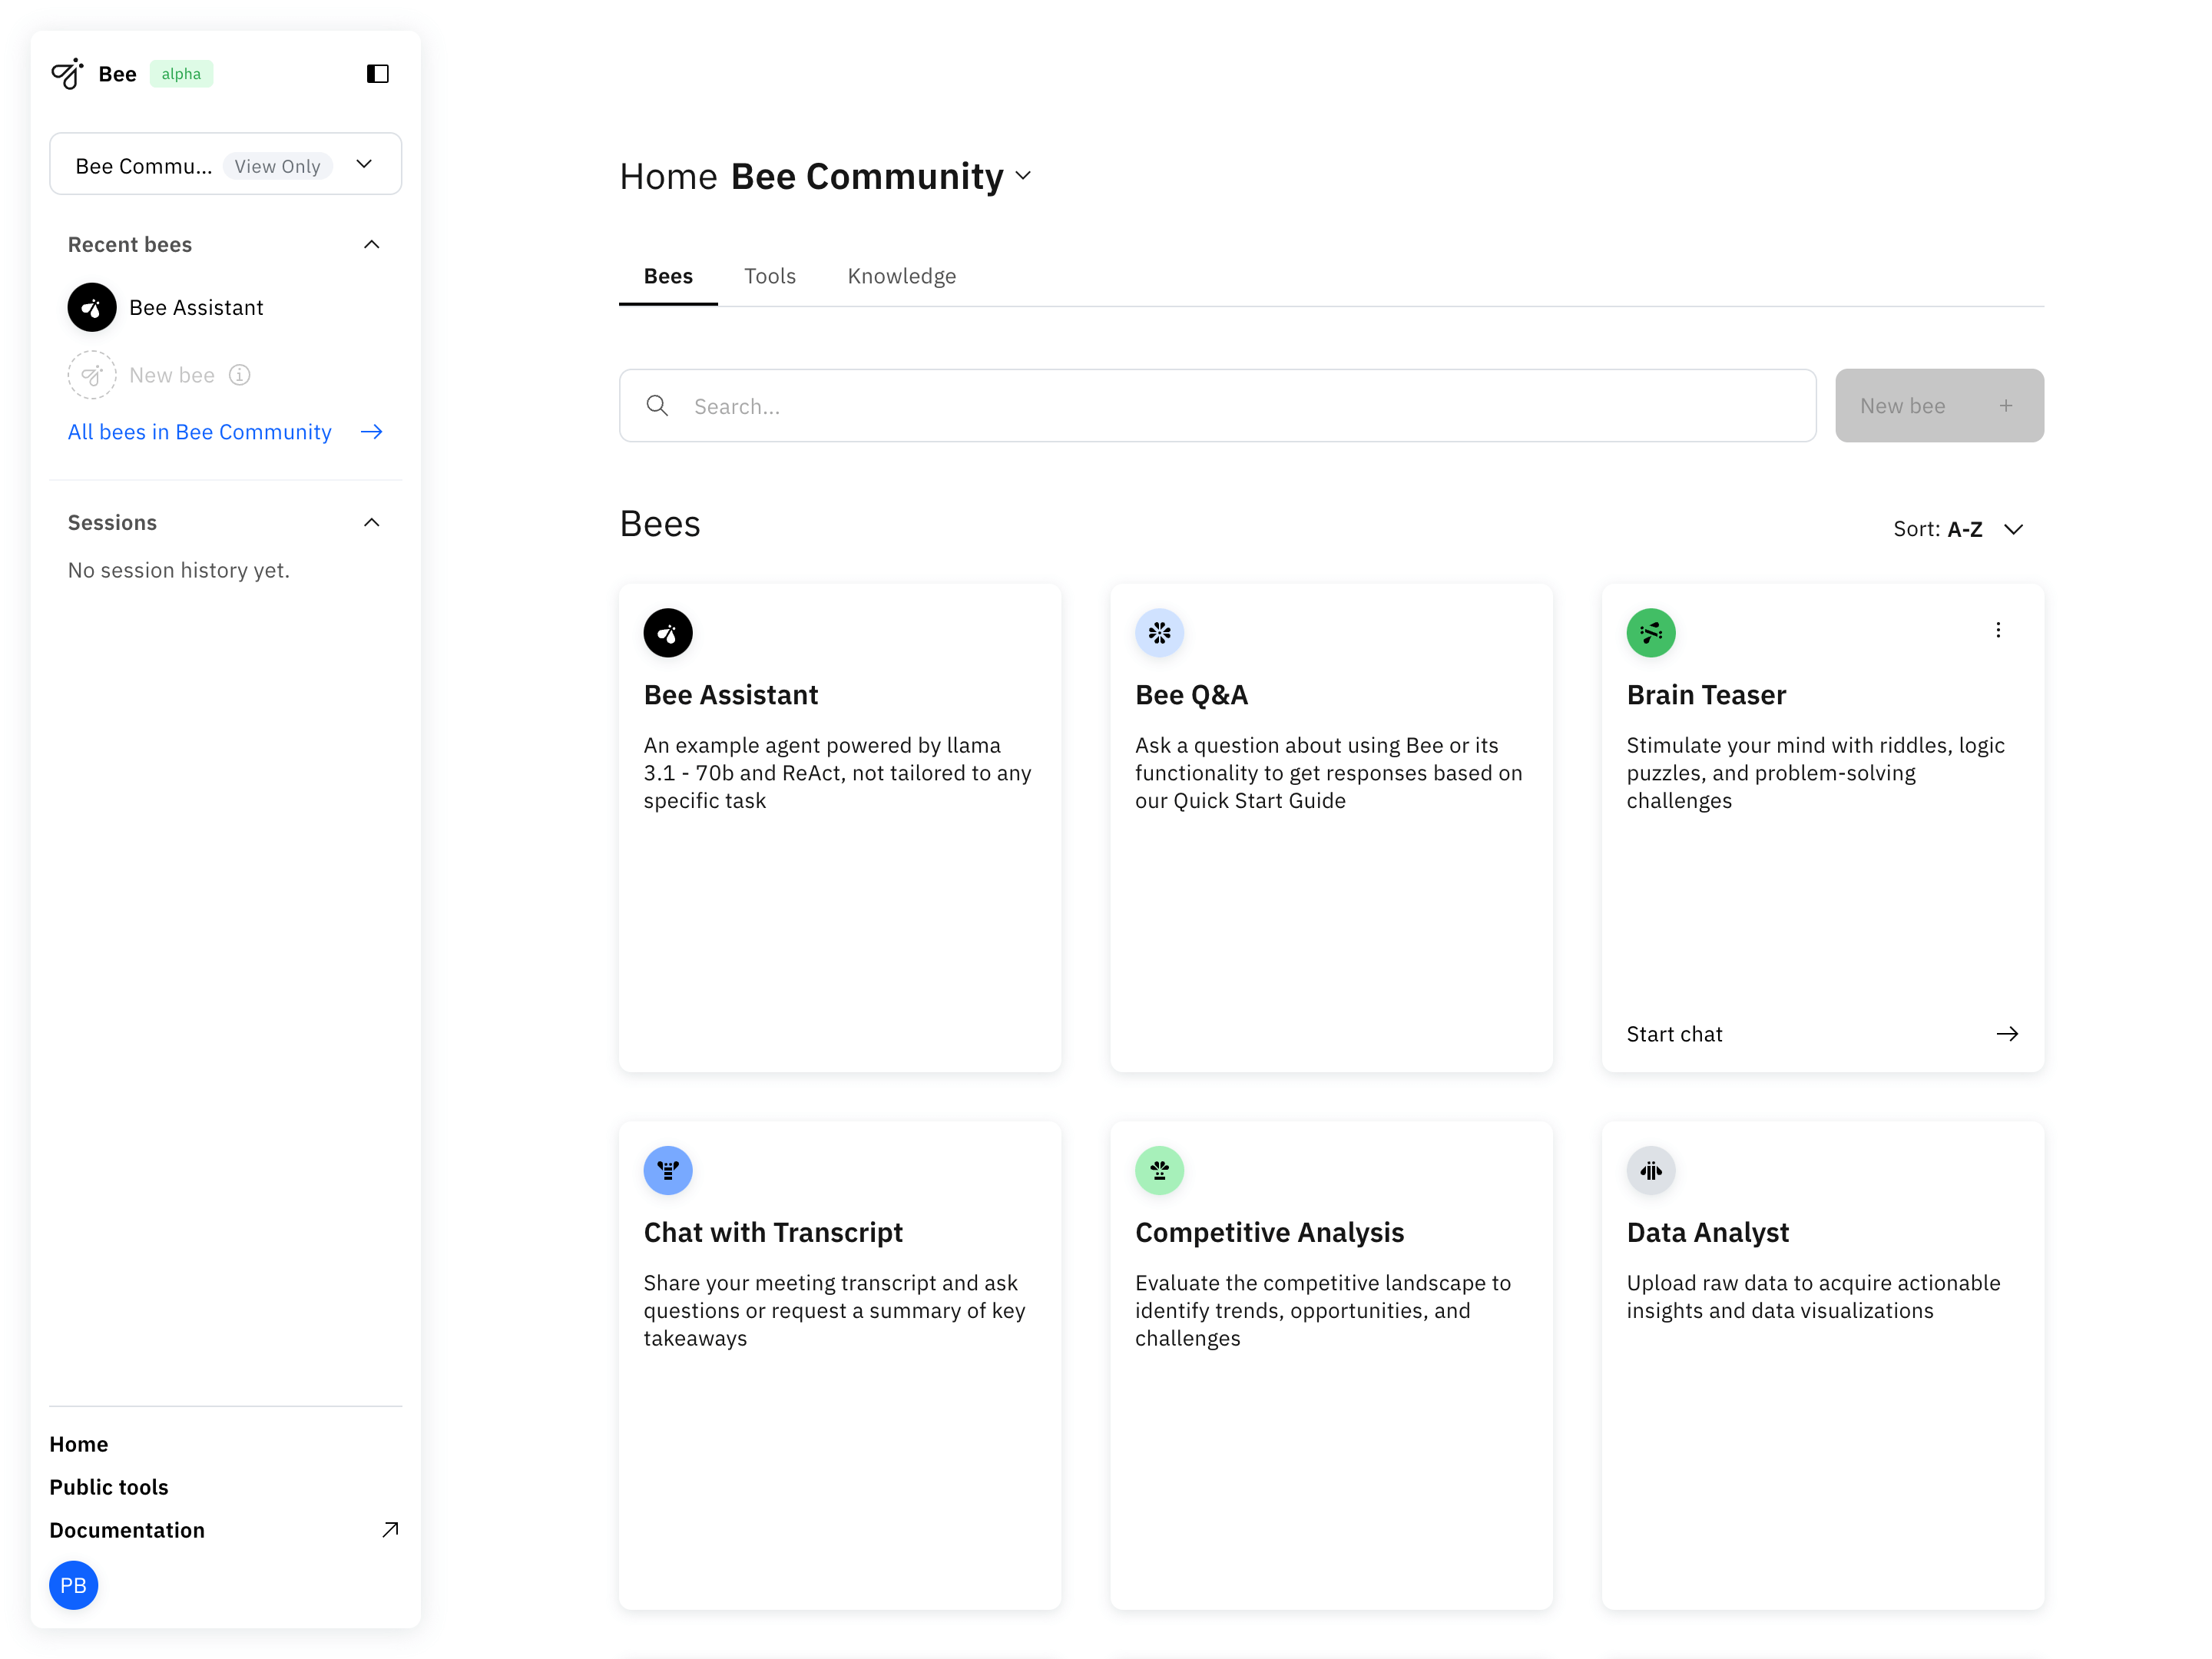 Bee alpha
Bee Commu... View Only
Recent bees
Bee Assistant
New bee
All bees in Bee Community
Sessions
No session history yet.
Home
Public tools
Documentation
PB
Home Bee Community
Bees Tools Knowledge
Search...
New bee +
Bees
Sort: A-Z
Bee Assistant
An example agent powered by llama
3.1 - 70b and ReAct, not tailored to any
specific task
Bee Q&A
Ask a question about using Bee or its
functionality to get responses based on
our Quick Start Guide
Brain Teaser
Stimulate your mind with riddles, logic
puzzles, and problem-solving
challenges
Start chat
Chat with Transcript
Share your meeting transcript and ask
questions or request a summary of key
takeaways
Competitive Analysis
Evaluate the competitive landscape to
identify trends, opportunities, and
challenges
Data Analyst
Upload raw data to acquire actionable
insights and data visualizations